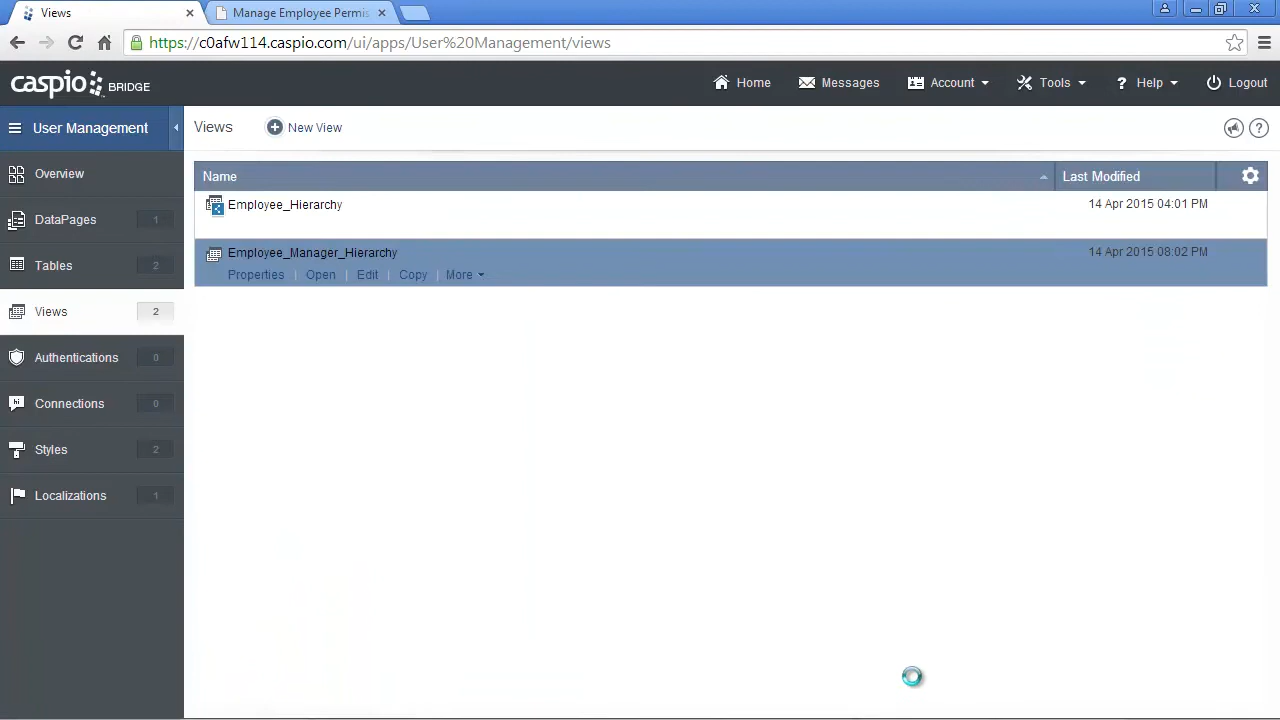 Views
Manage Employee Permis
https://c0afw114.caspio.com/ui/apps/User%20Management/views
caspio BRIDGE
Home
Messages
Account
Tools
? Help
Logout
User Management
Views
New View
?
Overview
Name
Last Modified
DataPages 1
Employee_Hierarchy
14 Apr 2015 04:01 PM
Tables 2
Employee_Manager_Hierarchy
14 Apr 2015 08:02 PM
Properties | Open | Edit | Copy | More
Views 2
Authentications 0
Connections 0
Styles 2
Localizations 1